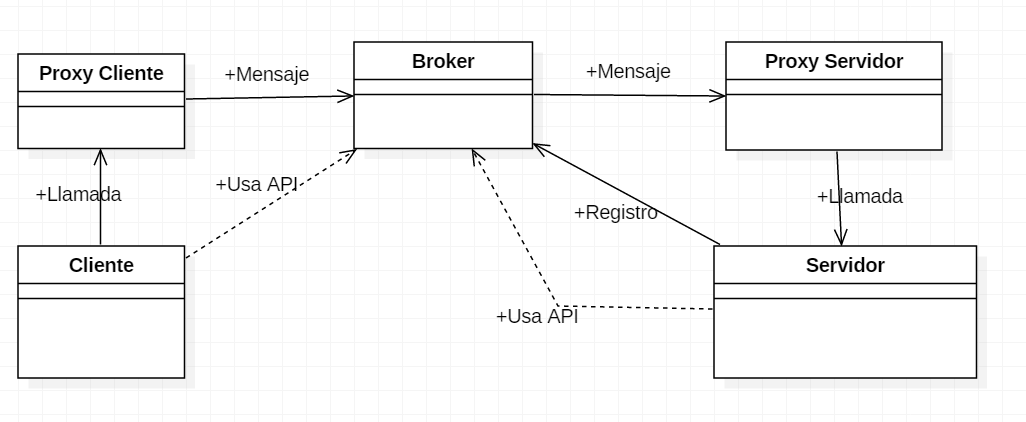 Proxy Cliente
+Mensaje
Broker
+Mensaje
Proxy Servidor
+Llamada
+Usa API
+Registro
+Llamada
Cliente
+Usa API
Servidor